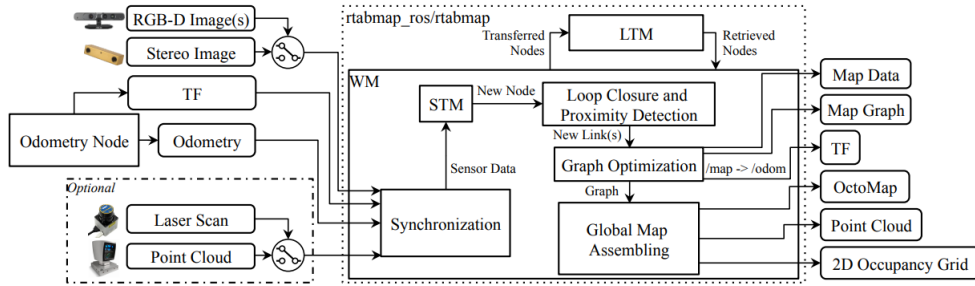 RGB-D Image(s)
Stereo Image
TF
Odometry Node
Odometry
Optional
Laser Scan
Point Cloud
rtabmap_ros/rtabmap
Transferred
Nodes
LTM
Retrieved
Nodes
WM
STM
New Node
Loop Closure and
Proximity Detection
New Link(s)
Sensor Data
Graph Optimization
/map -> /odom
Graph
Synchronization
Global Map
Assembling
Map Data
Map Graph
TF
OctoMap
Point Cloud
2D Occupancy Grid